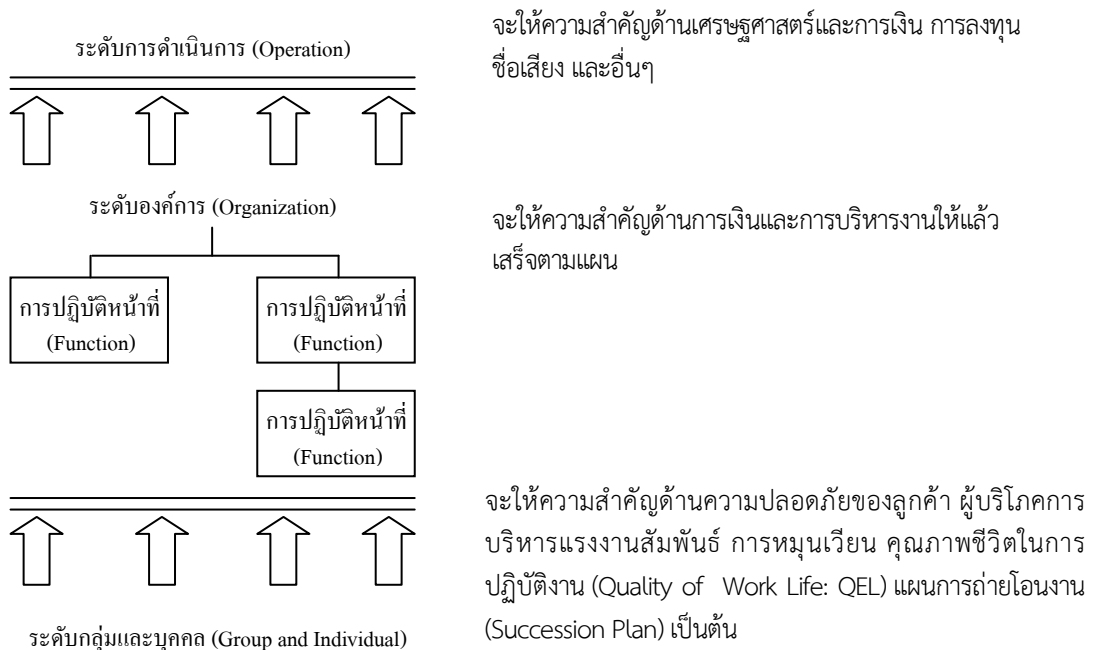 จะให้ความสำคัญด้านเศรษฐศาสตร์และการเงิน การลงทุน
ชื่อเสียง และอื่นๆ
ระดับการดำเนินการ (Operation)
ระดับองค์การ (Organization)
จะให้ความสำคัญด้านการเงินและการบริหารงานให้แล้ว
เสร็จตามแผน
การปฏิบัติหน้าที่
(Function)
การปฏิบัติหน้าที่
(Function)
การปฏิบัติหน้าที่
(Function)
จะให้ความสำคัญด้านความปลอดภัยของลูกค้า ผู้บริโภคการ
บริหารแรงงานสัมพันธ์ การหมุนเวียน คุณภาพชีวิตในการ
ปฏิบัติงาน (Quality of Work Life: QEL) แผนการถ่ายโอนงาน
(Succession Plan) เป็นต้น
ระดับกลุ่มและบุคคล (Group and Individual)